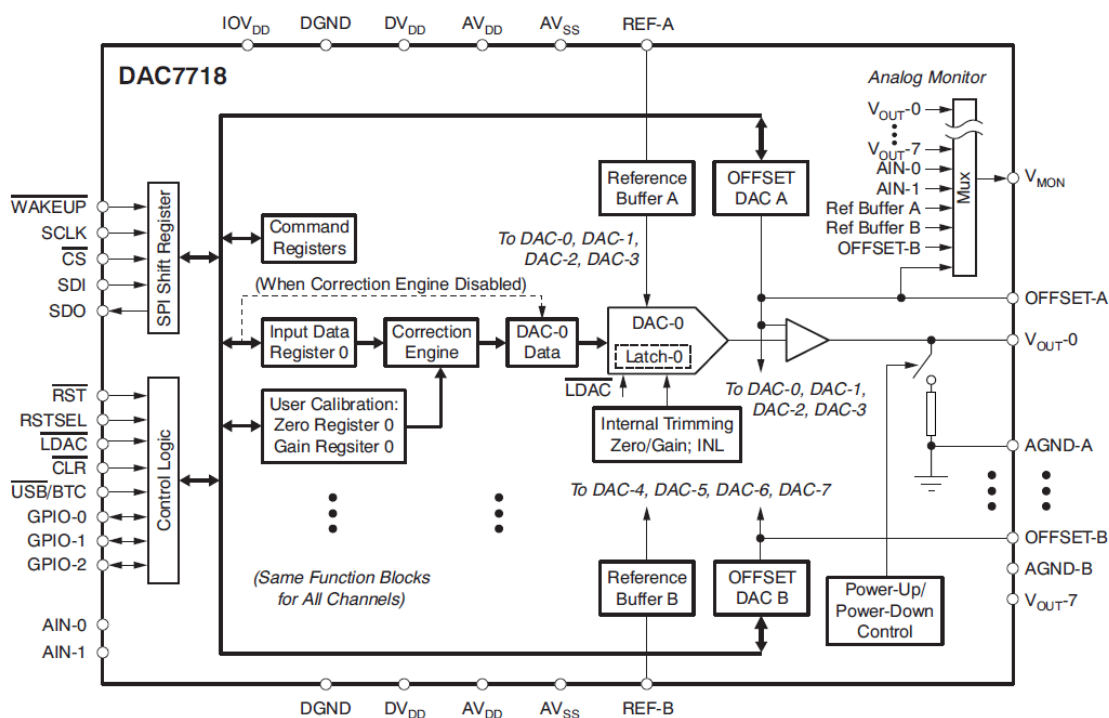 IOVDD DGND DVDD AVDD AVSS REF-A
DAC7718
Analog Monitor
VOUT-0
VOUT-7
AIN-0
AIN-1
Ref Buffer A
Ref Buffer B
OFFSET-B
Mux
VMON
WAKEUP
SCLK
CS
SDI
SDO
SPI Shift Register
Command
Registers
Reference
Buffer A
OFFSET
DAC A
To DAC-0, DAC-1,
DAC-2, DAC-3
(When Correction Engine Disabled)
Input Data
Register 0
Correction
Engine
DAC-0
Data
DAC-0
Latch-0
LDAC
OFFSET-A
VOUT-0
RST
RSTSEL
LDAC
CLR
USB/BTC
GPIO-0
GPIO-1
GPIO-2
Control Logic
User Calibration:
Zero Register 0
Gain Regsiter 0
Internal Trimming
Zero/Gain; INL
To DAC-0, DAC-1,
DAC-2, DAC-3
AGND-A
To DAC-4, DAC-5, DAC-6, DAC-7
(Same Function Blocks
for All Channels)
Reference
Buffer B
OFFSET
DAC B
Power-Up/
Power-Down
Control
OFFSET-B
AGND-B
VOUT-7
AIN-0
AIN-1
DGND DVDD AVDD AVSS REF-B